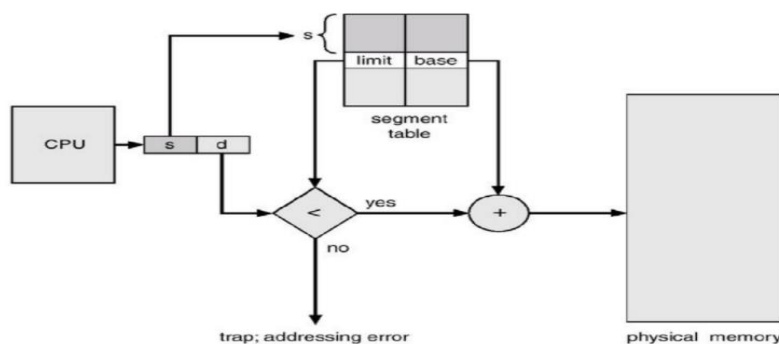 s
limit base
segment
table
CPU
s d
<
yes
+
no
trap; addressing error
physical memory